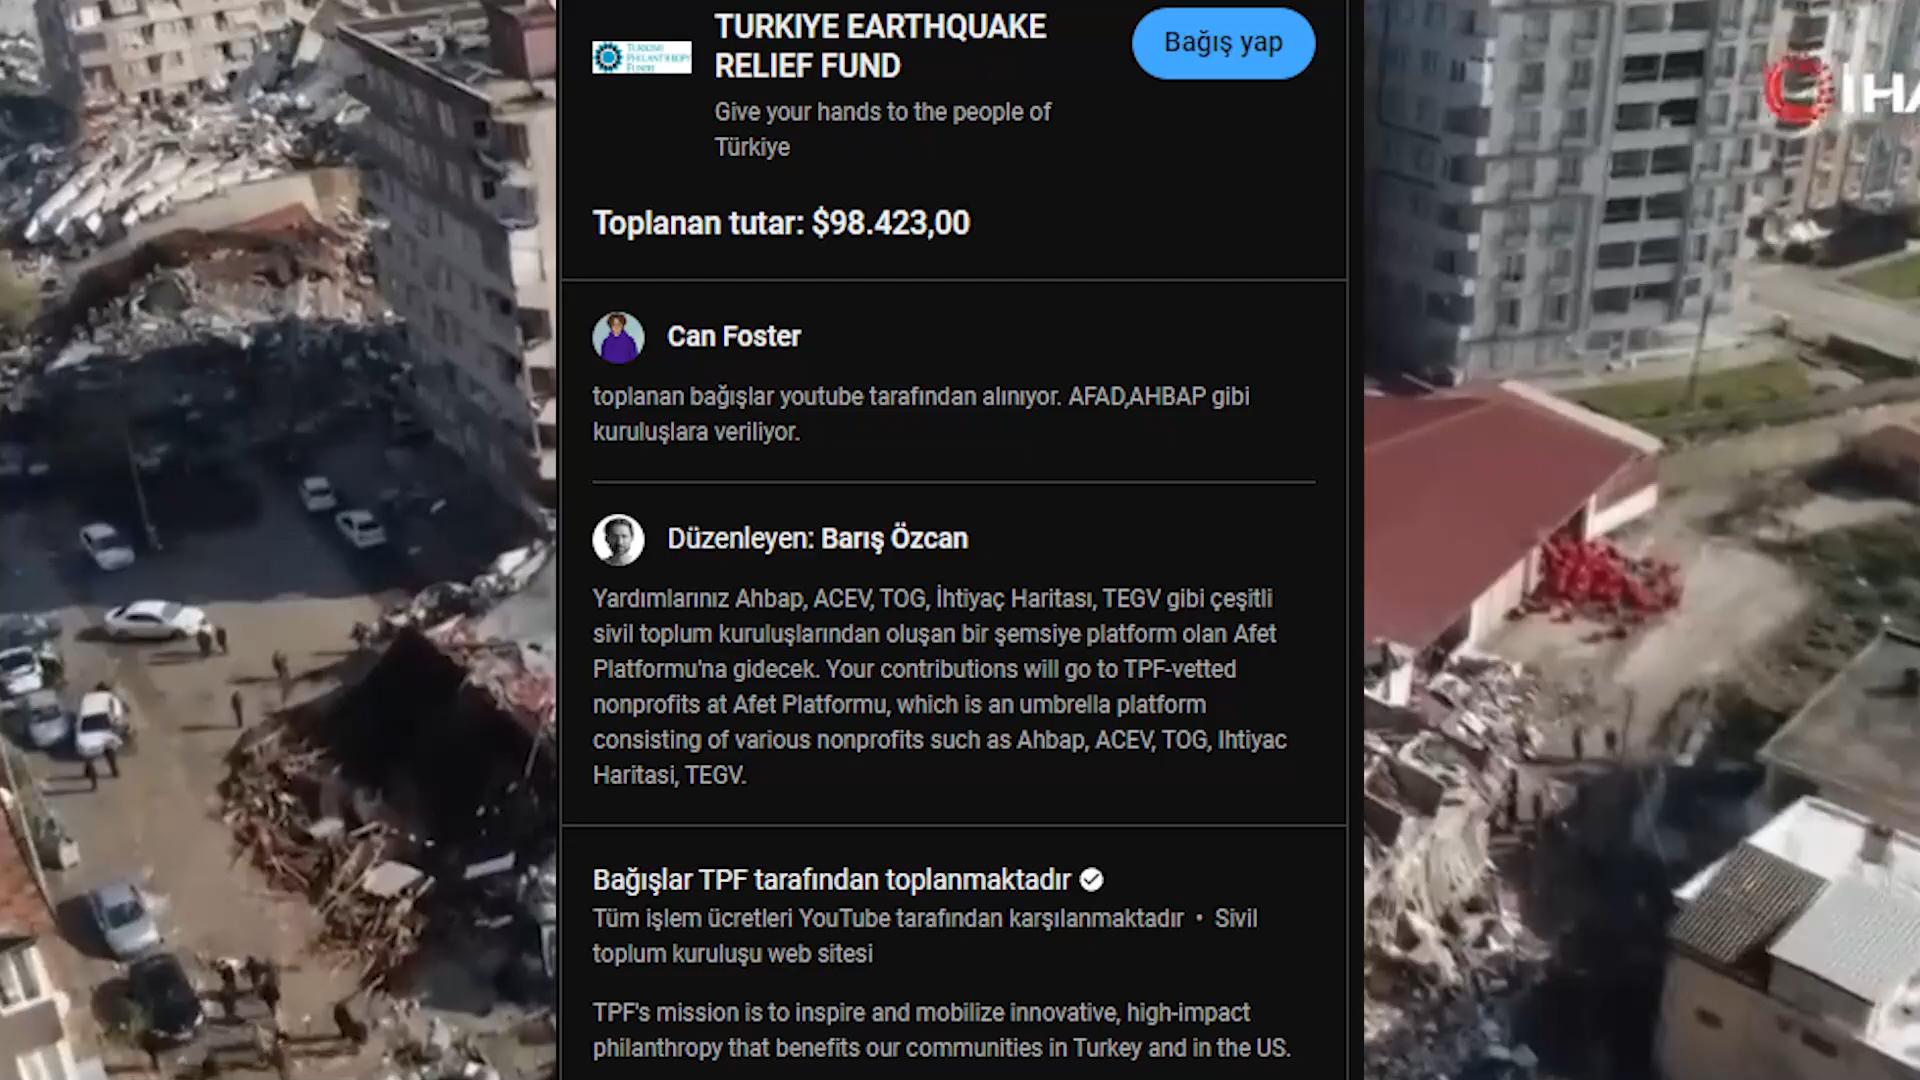 TURKISH
PHILANTHROPY
FUNDS
TURKIYE EARTHQUAKE
RELIEF FUND
Bağış yap
Give your hands to the people of
Türkiye
Toplanan tutar: $98.423,00
Can Foster
toplanan bağışlar youtube tarafından alınıyor. AFAD,AHBAP gibi
kuruluşlara veriliyor.
Düzenleyen: Barış Özcan
Yardımlarınız Ahbap, ACEV, TOG, İhtiyaç Haritası, TEGV gibi çeşitli
sivil toplum kuruluşlarından oluşan bir şemsiye platform olan Afet
Platformu'na gidecek. Your contributions will go to TPF-vetted
nonprofits at Afet Platformu, which is an umbrella platform
consisting of various nonprofits such as Ahbap, ACEV, TOG, Ihtiyac
Haritasi, TEGV.
Bağışlar TPF tarafından toplanmaktadır
Tüm işlem ücretleri YouTube tarafından karşılanmaktadır • Sivil
toplum kuruluşu web sitesi
TPF's mission is to inspire and mobilize innovative, high-impact
philanthropy that benefits our communities in Turkey and in the US.
İHA